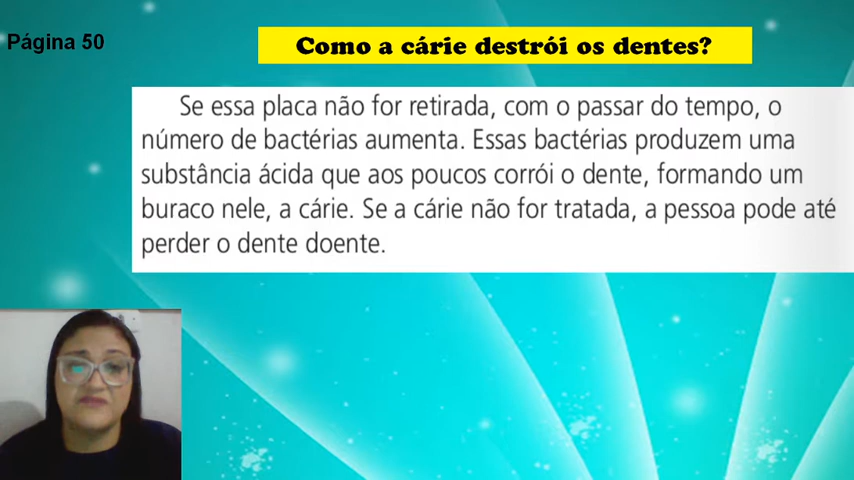 Página 50
Como a cárie destrói os dentes?
Se essa placa não for retirada, com o passar do tempo, o
número de bactérias aumenta. Essas bactérias produzem uma
substância ácida que aos poucos corrói o dente, formando um
buraco nele, a cárie. Se a cárie não for tratada, a pessoa pode até
perder o dente doente.